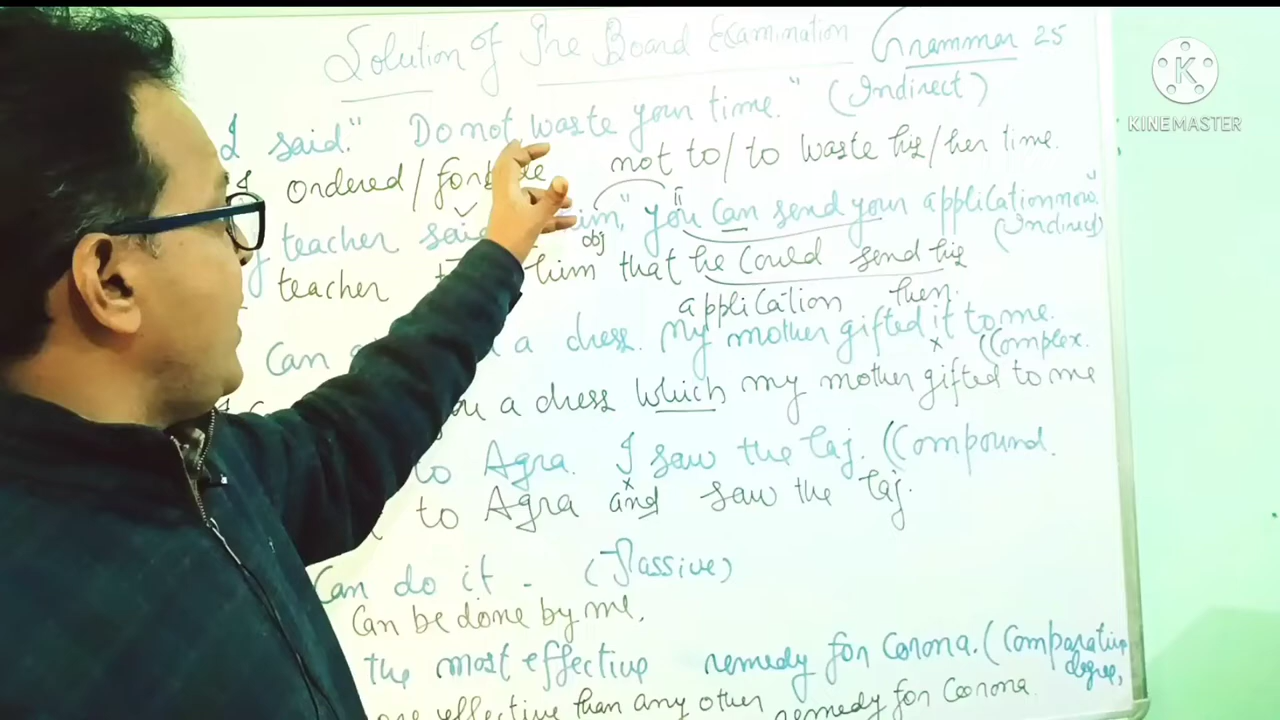 Solution of The Board Examination Grammer 25
I said." Do not waste your time." (Indirect)
I ordered / not to/to waste his/her time.
teacher said him," you can send your application now."
obj
(Indirect)
teacher him that he could send his
application then.
Can a dress. My mother gifted it to me.
(Complex.
a dress which my mother gifted to me
to Agra. I saw the Taj. (Compound.
to Agra and saw the Taj.
Can do it - (Passive)
Can be done by me.
the most effective remedy for Corona. (Comparative
degree,
effective than any other remedy for Corona.
K
KINEMASTER